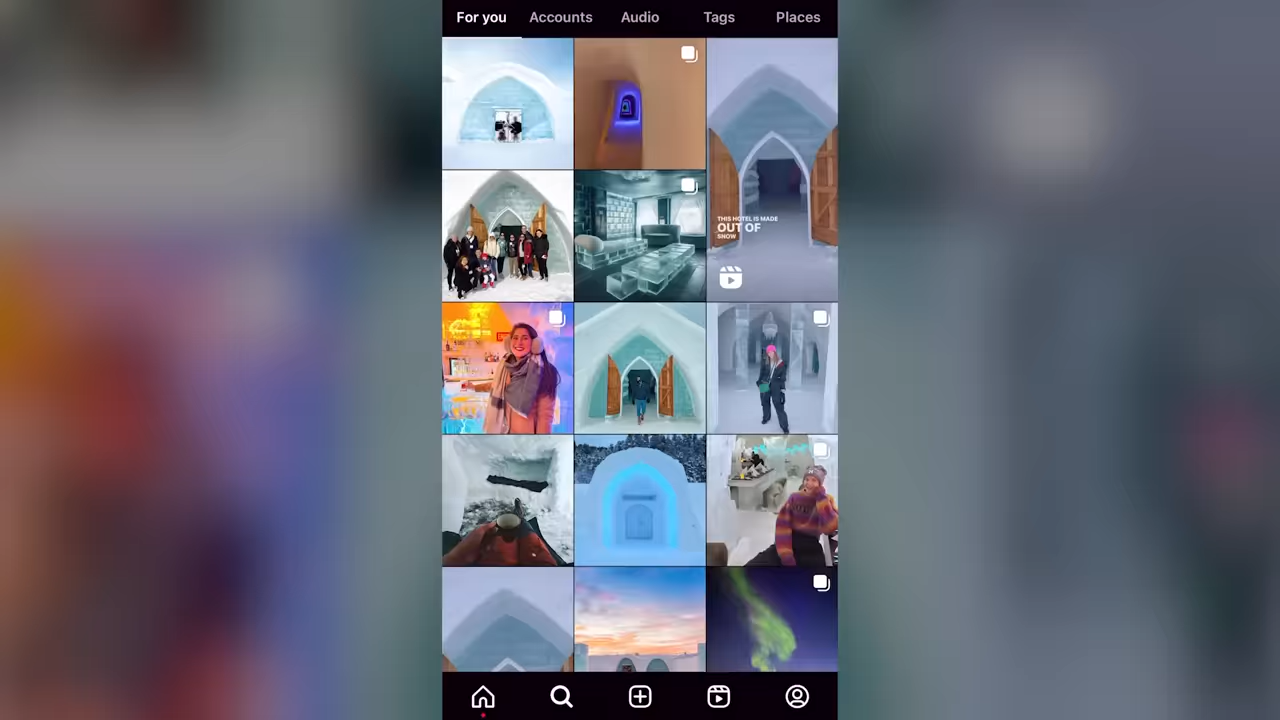 For you
Accounts
Audio
Tags
Places
THIS HOTEL IS MADE
OUT OF
SNOW